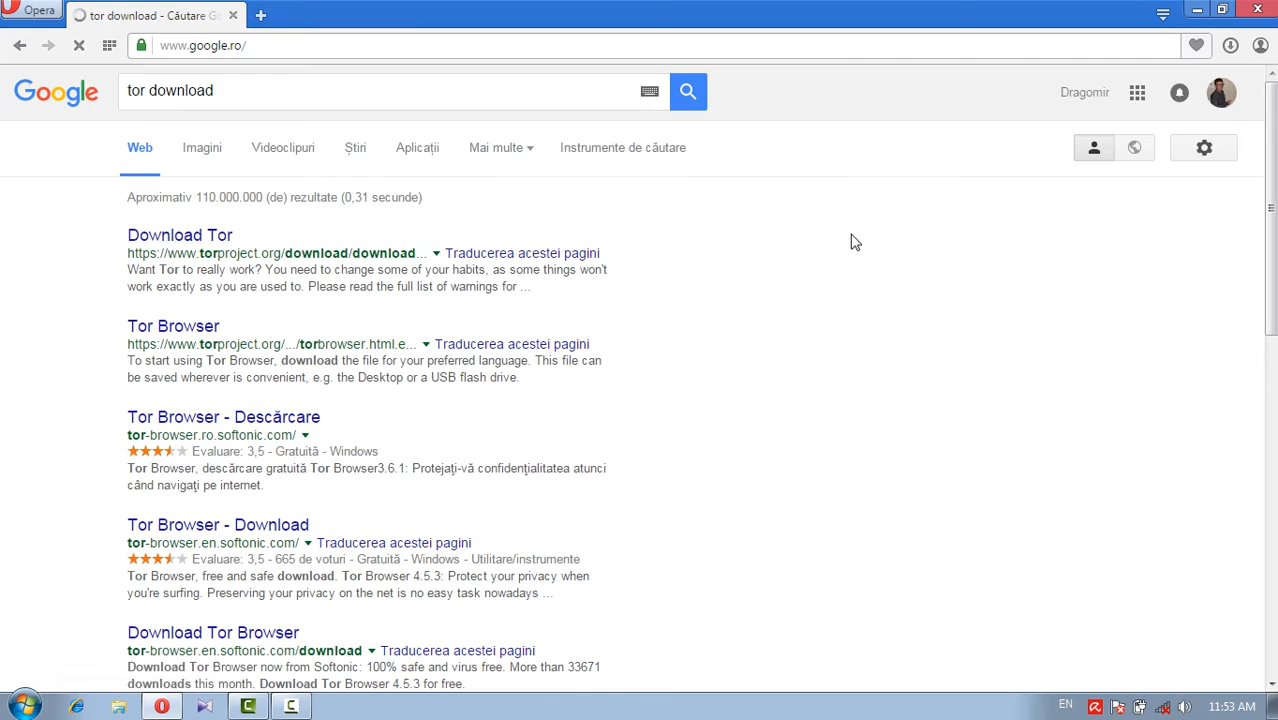 Opera
tor download - Căutare Go
www.google.ro/
Google
tor download
Dragomir
Web
Imagini
Videoclipuri
Știri
Aplicații
Mai multe
Instrumente de căutare
Aproximativ 110.000.000 (de) rezultate (0,31 secunde)
Download Tor
https://www.torproject.org/download/download... Traducerea acestei pagini
Want Tor to really work? You need to change some of your habits, as some things won't
work exactly as you are used to. Please read the full list of warnings for ...
Tor Browser
https://www.torproject.org/.../torbrowser.html.e... Traducerea acestei pagini
To start using Tor Browser, download the file for your preferred language. This file can
be saved wherever is convenient, e.g. the Desktop or a USB flash drive.
Tor Browser - Descărcare
tor-browser.ro.softonic.com/
Evaluare: 3,5 - Gratuită - Windows
Tor Browser, descărcare gratuită Tor Browser3.6.1: Protejaţi-vă confidenţialitatea atunci
când navigaţi pe internet.
Tor Browser - Download
tor-browser.en.softonic.com/ Traducerea acestei pagini
Evaluare: 3,5 - 665 de voturi - Gratuită - Windows - Utilitare/instrumente
Tor Browser, free and safe download. Tor Browser 4.5.3: Protect your privacy when
you're surfing. Preserving your privacy on the net is no easy task nowadays ...
Download Tor Browser
tor-browser.en.softonic.com/download Traducerea acestei pagini
Download Tor Browser now from Softonic: 100% safe and virus free. More than 33671
downloads this month. Download Tor Browser 4.5.3 for free.
EN
11:53 AM